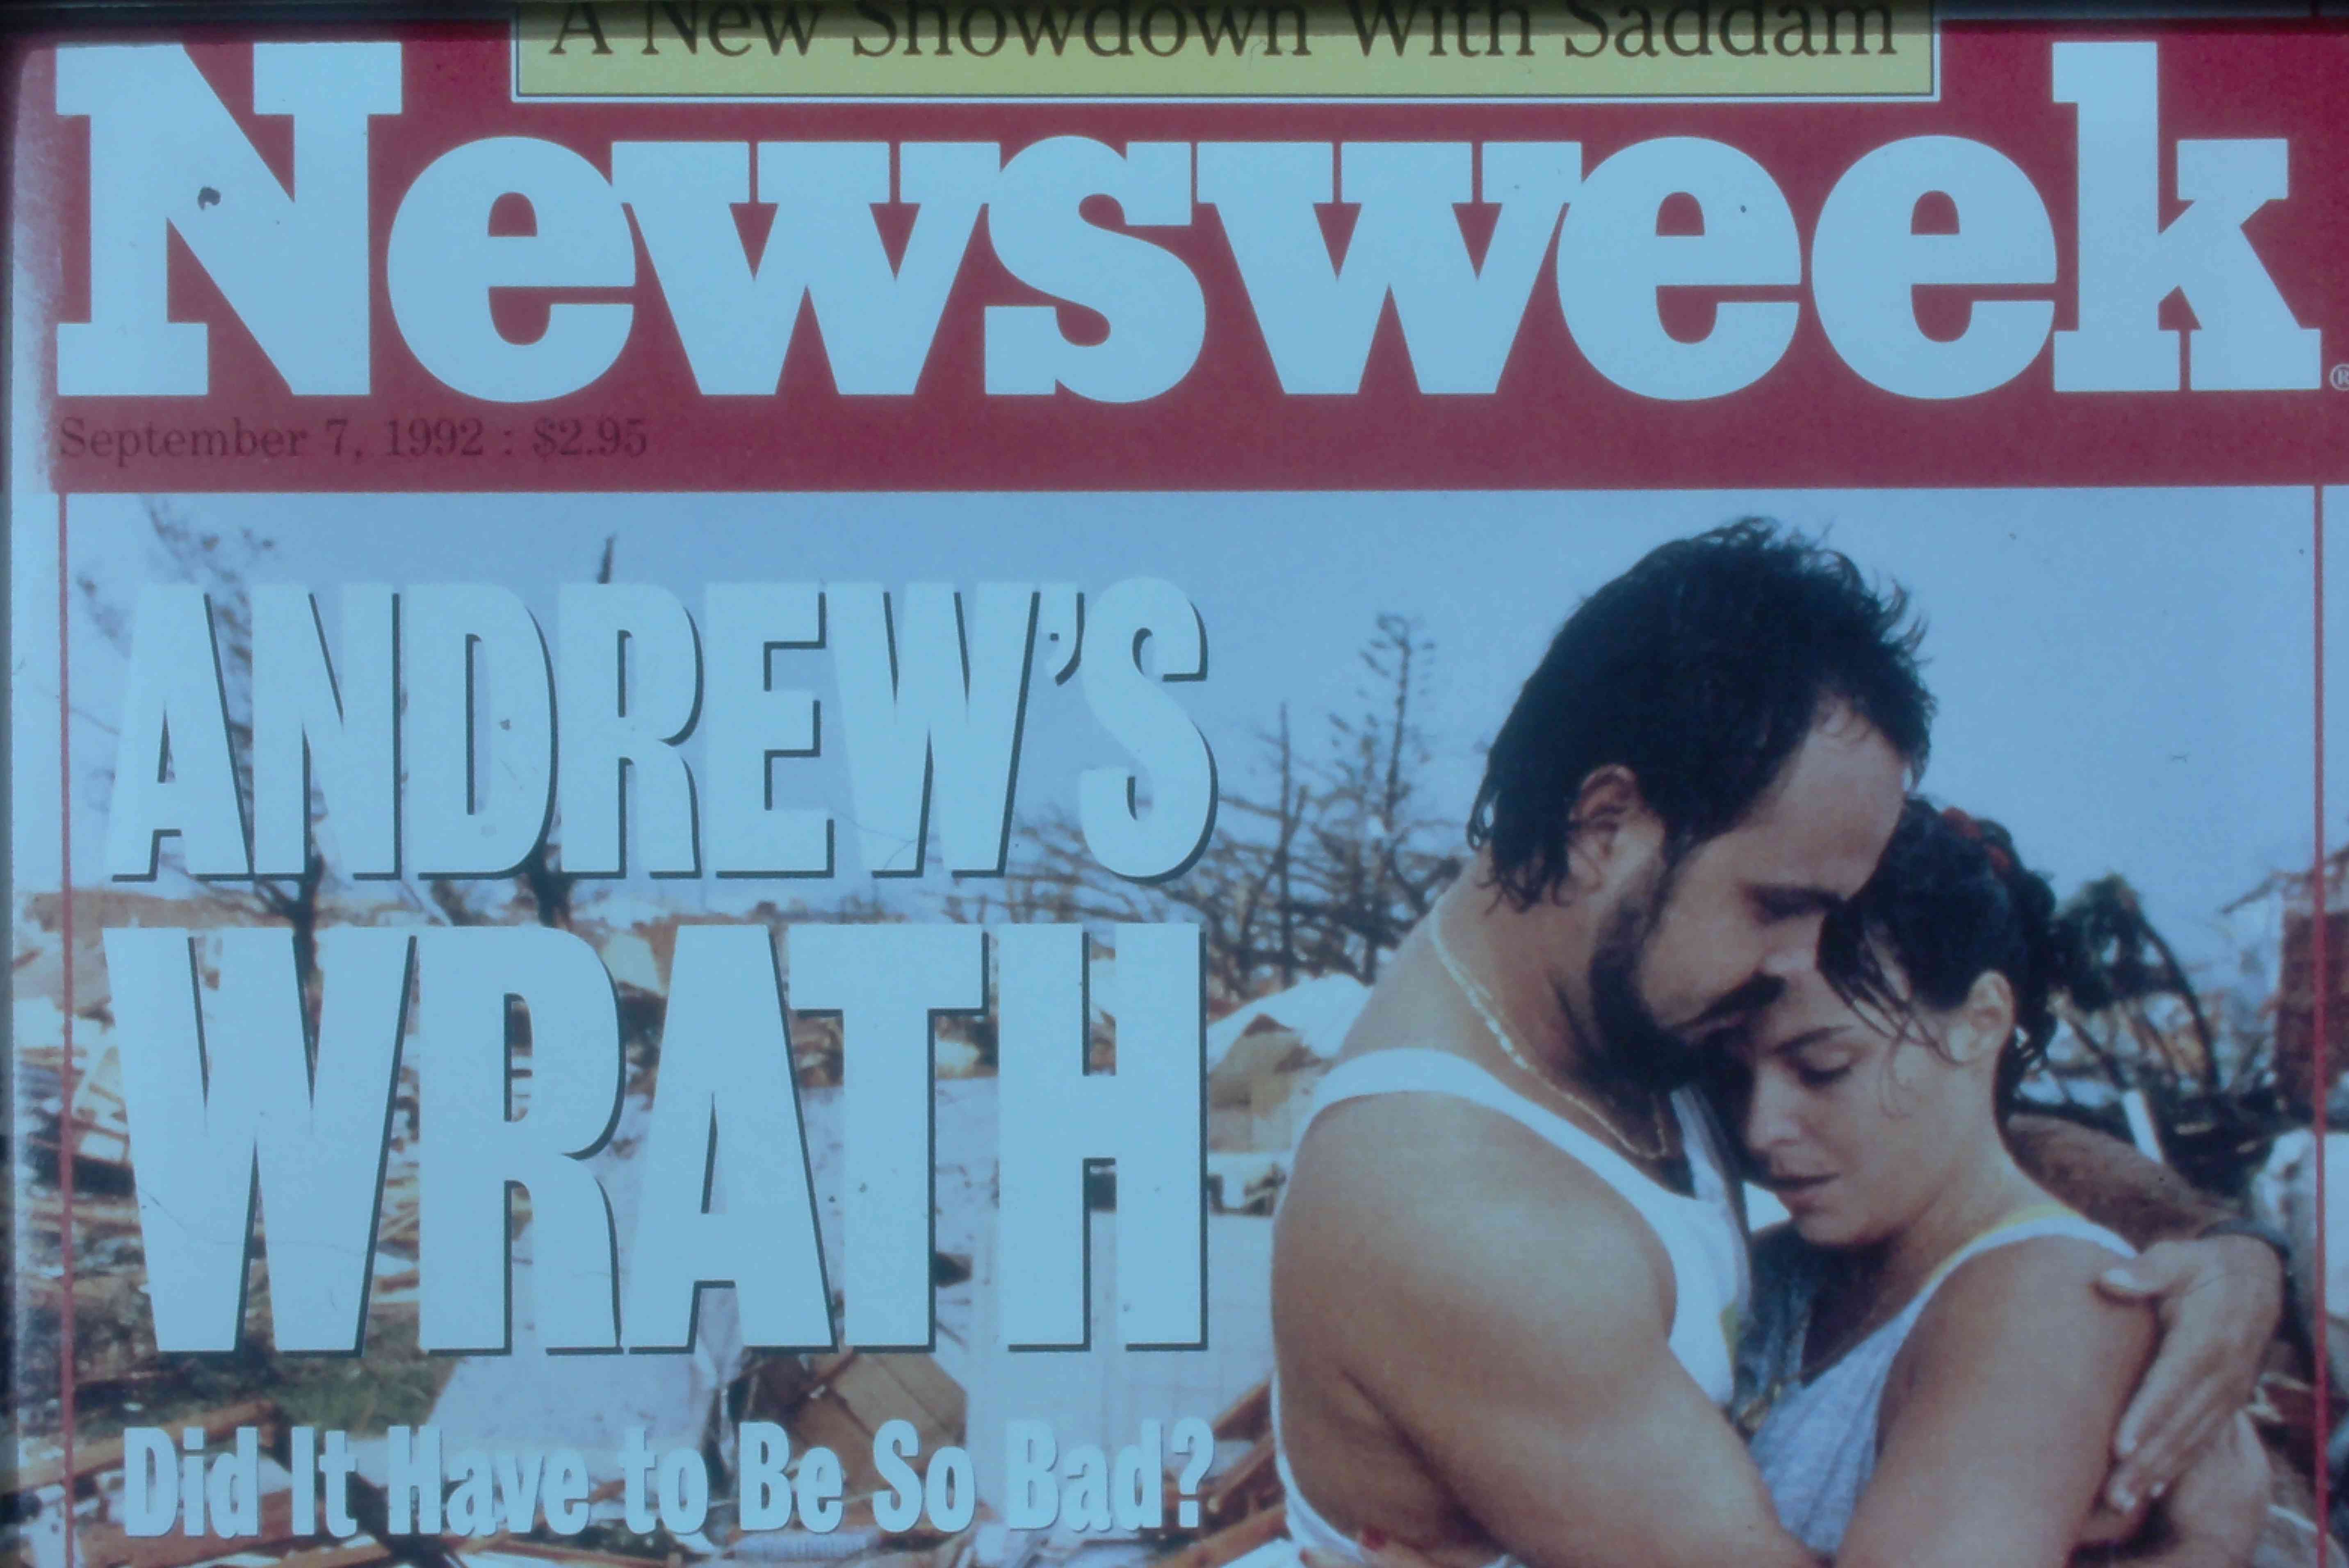 A New Showdown With Saddam
Newsweek
®
September 7, 1992 : $2.95
ANDREW'S
WRATH
Did It Have to Be So Bad?